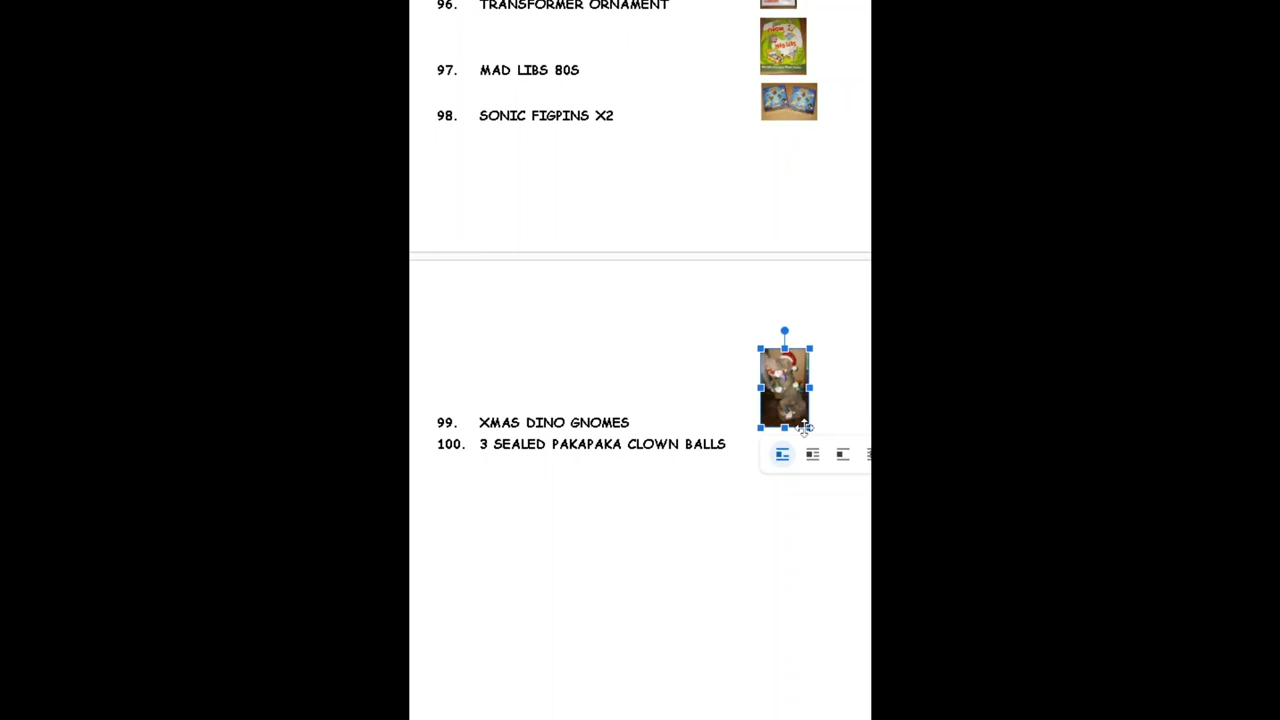 96. TRANSFORMER ORNAMENT
97. MAD LIBS 80S
98. SONIC FIGPINS X2
99. XMAS DINO GNOMES
100. 3 SEALED PAKAPAKA CLOWN BALLS